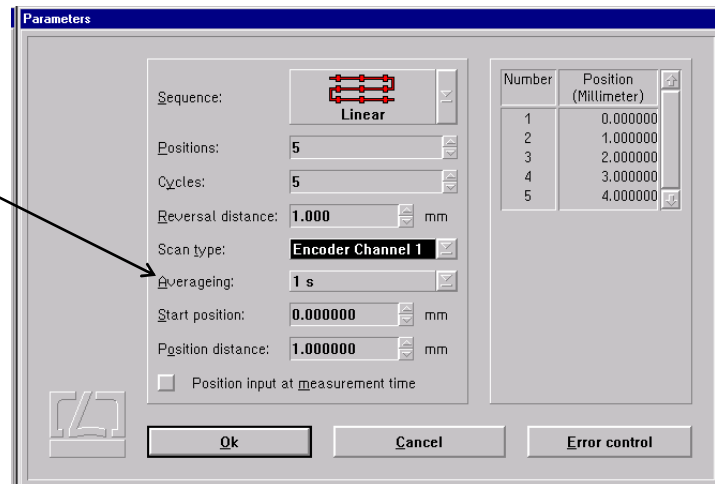 Parameters
Sequence:
Linear
Positions: 5
Cycles: 5
Reversal distance: 1.000 mm
Scan type: Encoder Channel 1
Averageing: 1 s
Start position: 0.000000 mm
Position distance: 1.000000 mm
Position input at measurement time
Number Position
(Millimeter)
1 0.000000
2 1.000000
3 2.000000
4 3.000000
5 4.000000
Ok Cancel Error control